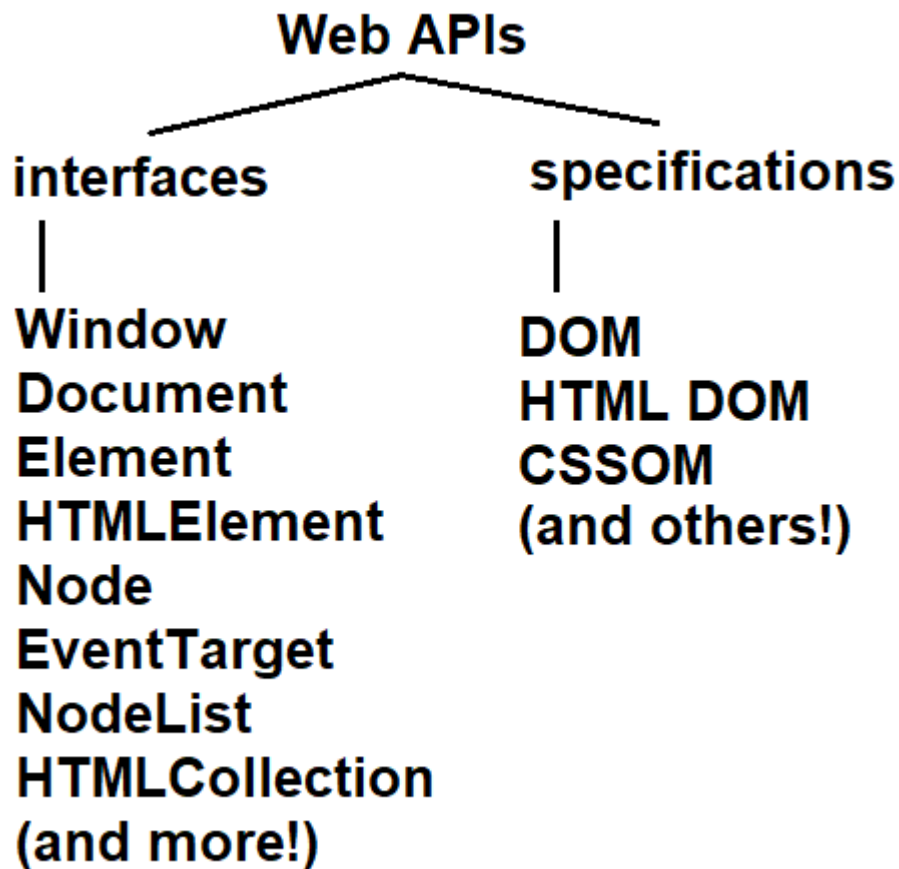 Web APIs
interfaces
specifications
Window
Document
Element
HTMLElement
Node
EventTarget
NodeList
HTMLCollection
(and more!)
DOM
HTML DOM
CSSOM
(and others!)